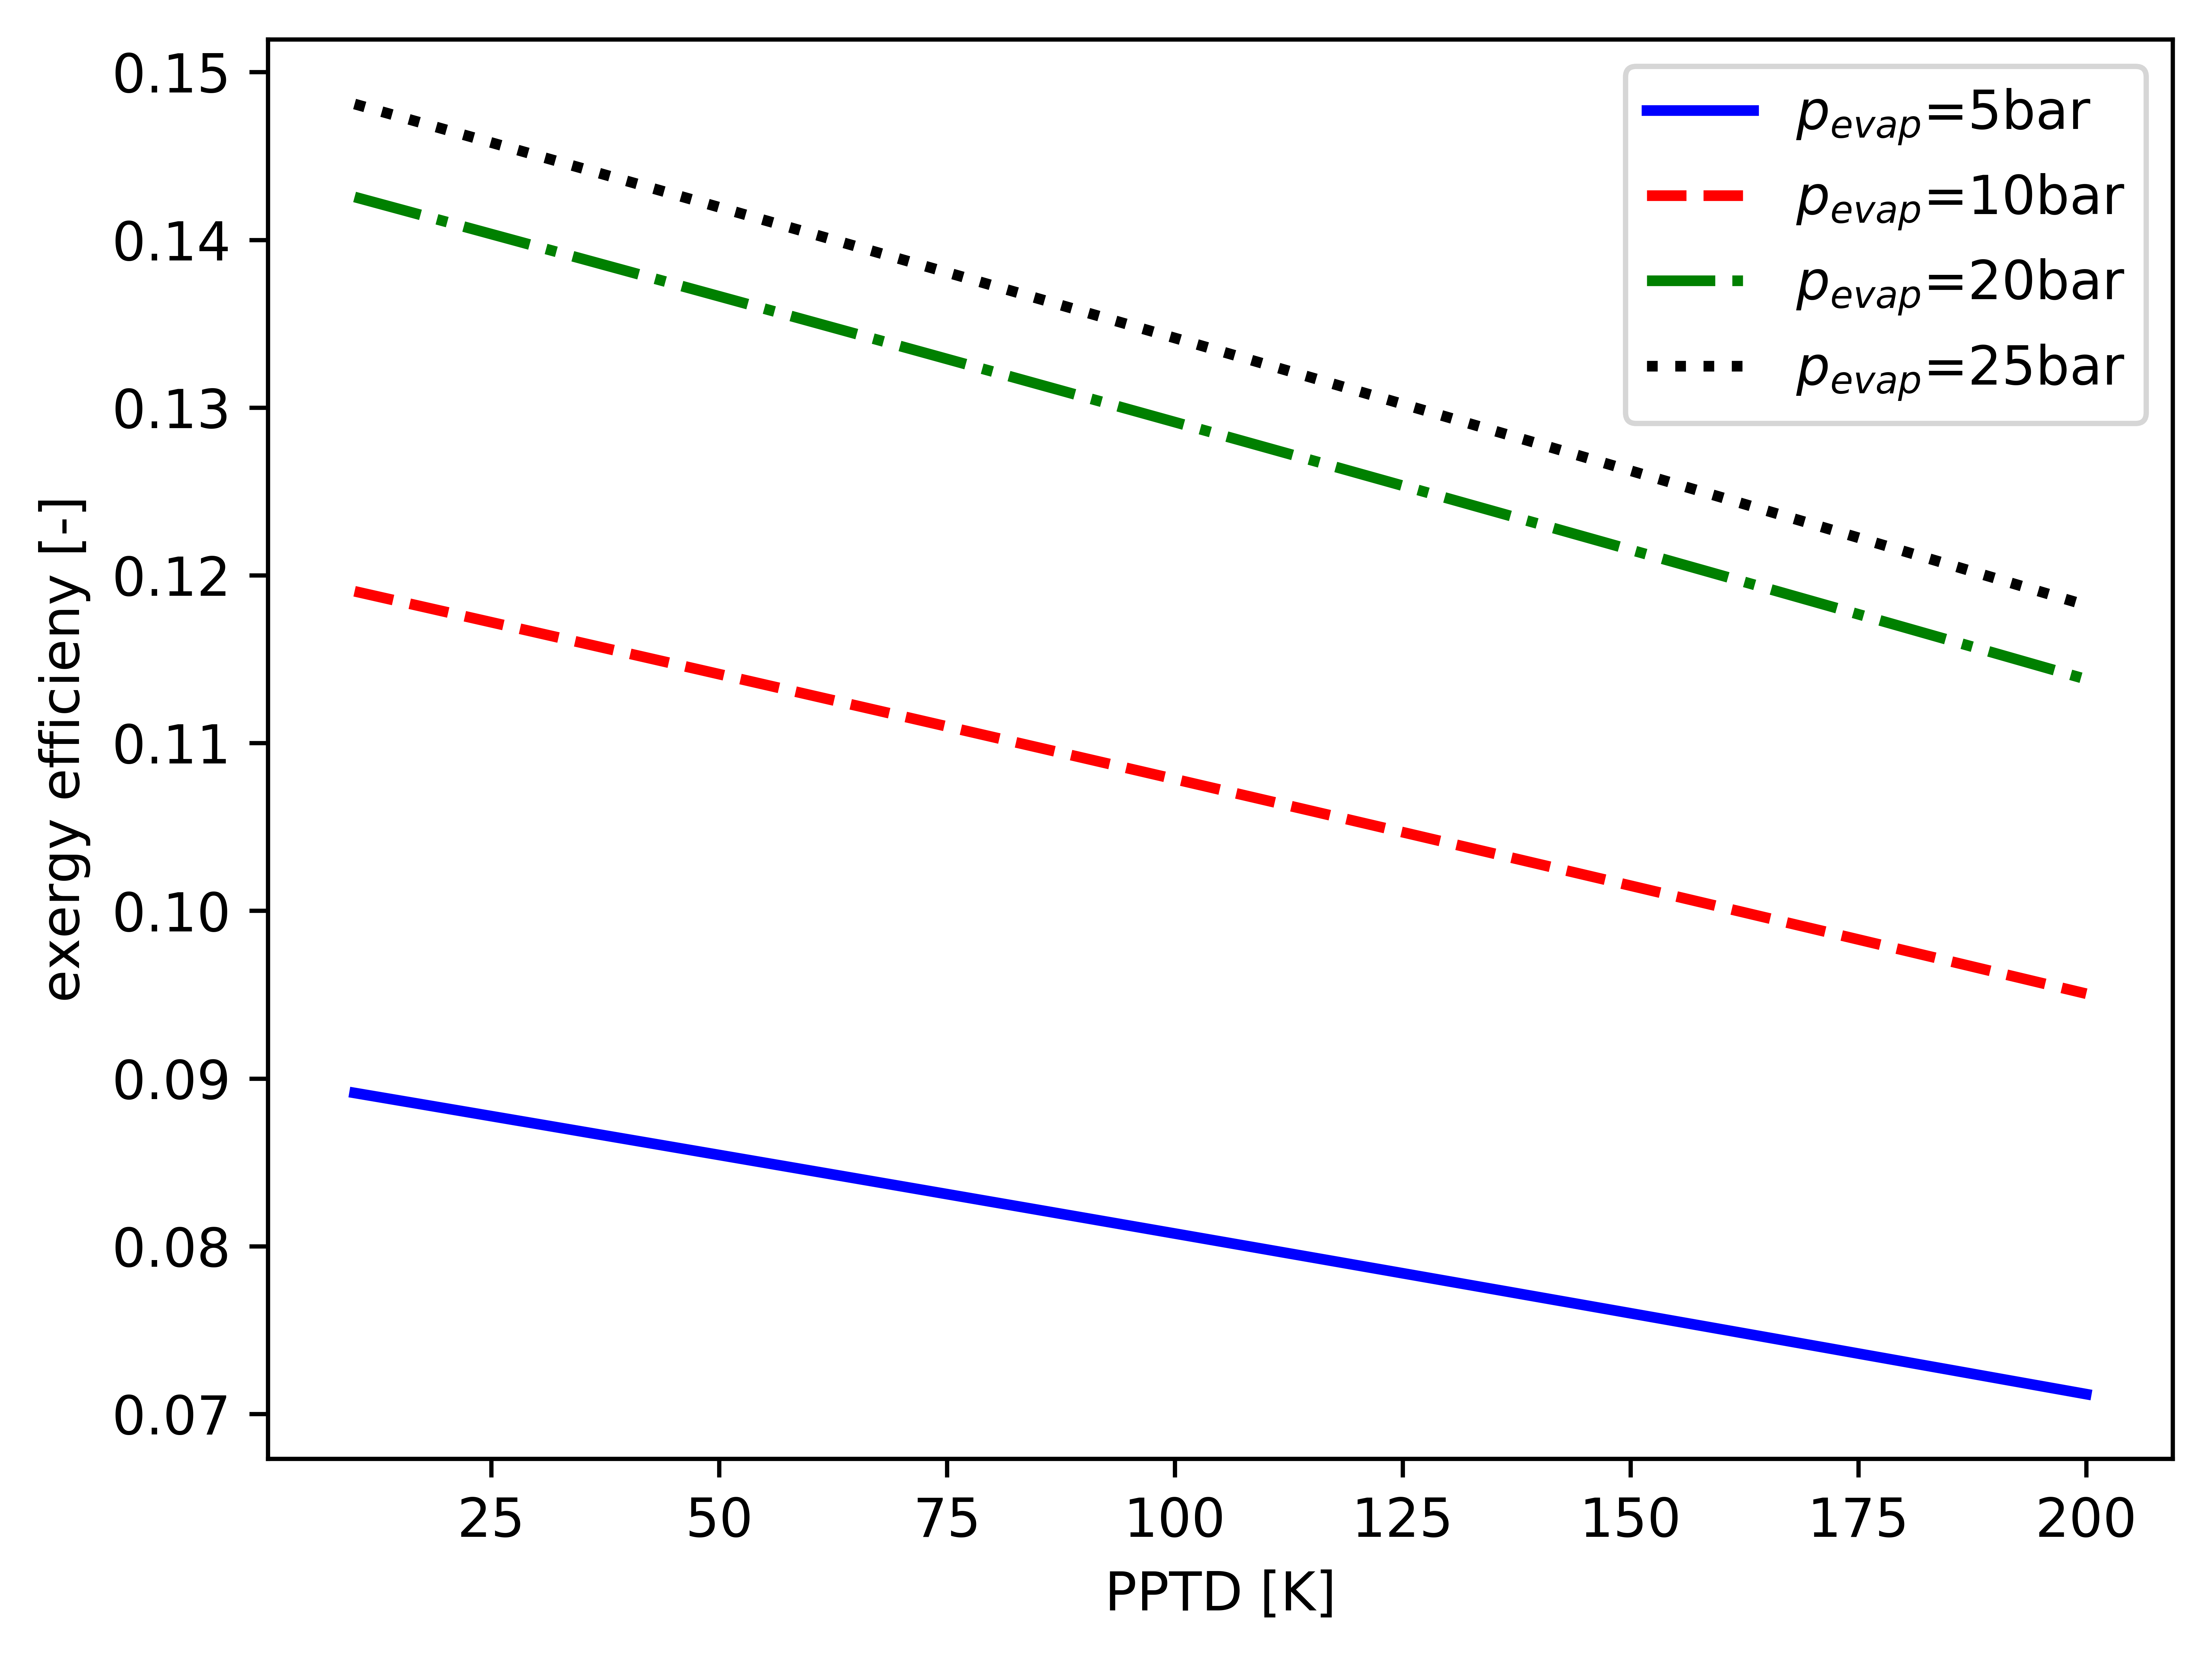 0.15
0.14
0.13
0.12
0.11
0.10
0.09
0.08
0.07
exergy efficieny [-]
25 50 75 100 125 150 175 200
PPTD [K]
p_evap=5bar
p_evap=10bar
p_evap=20bar
p_evap=25bar